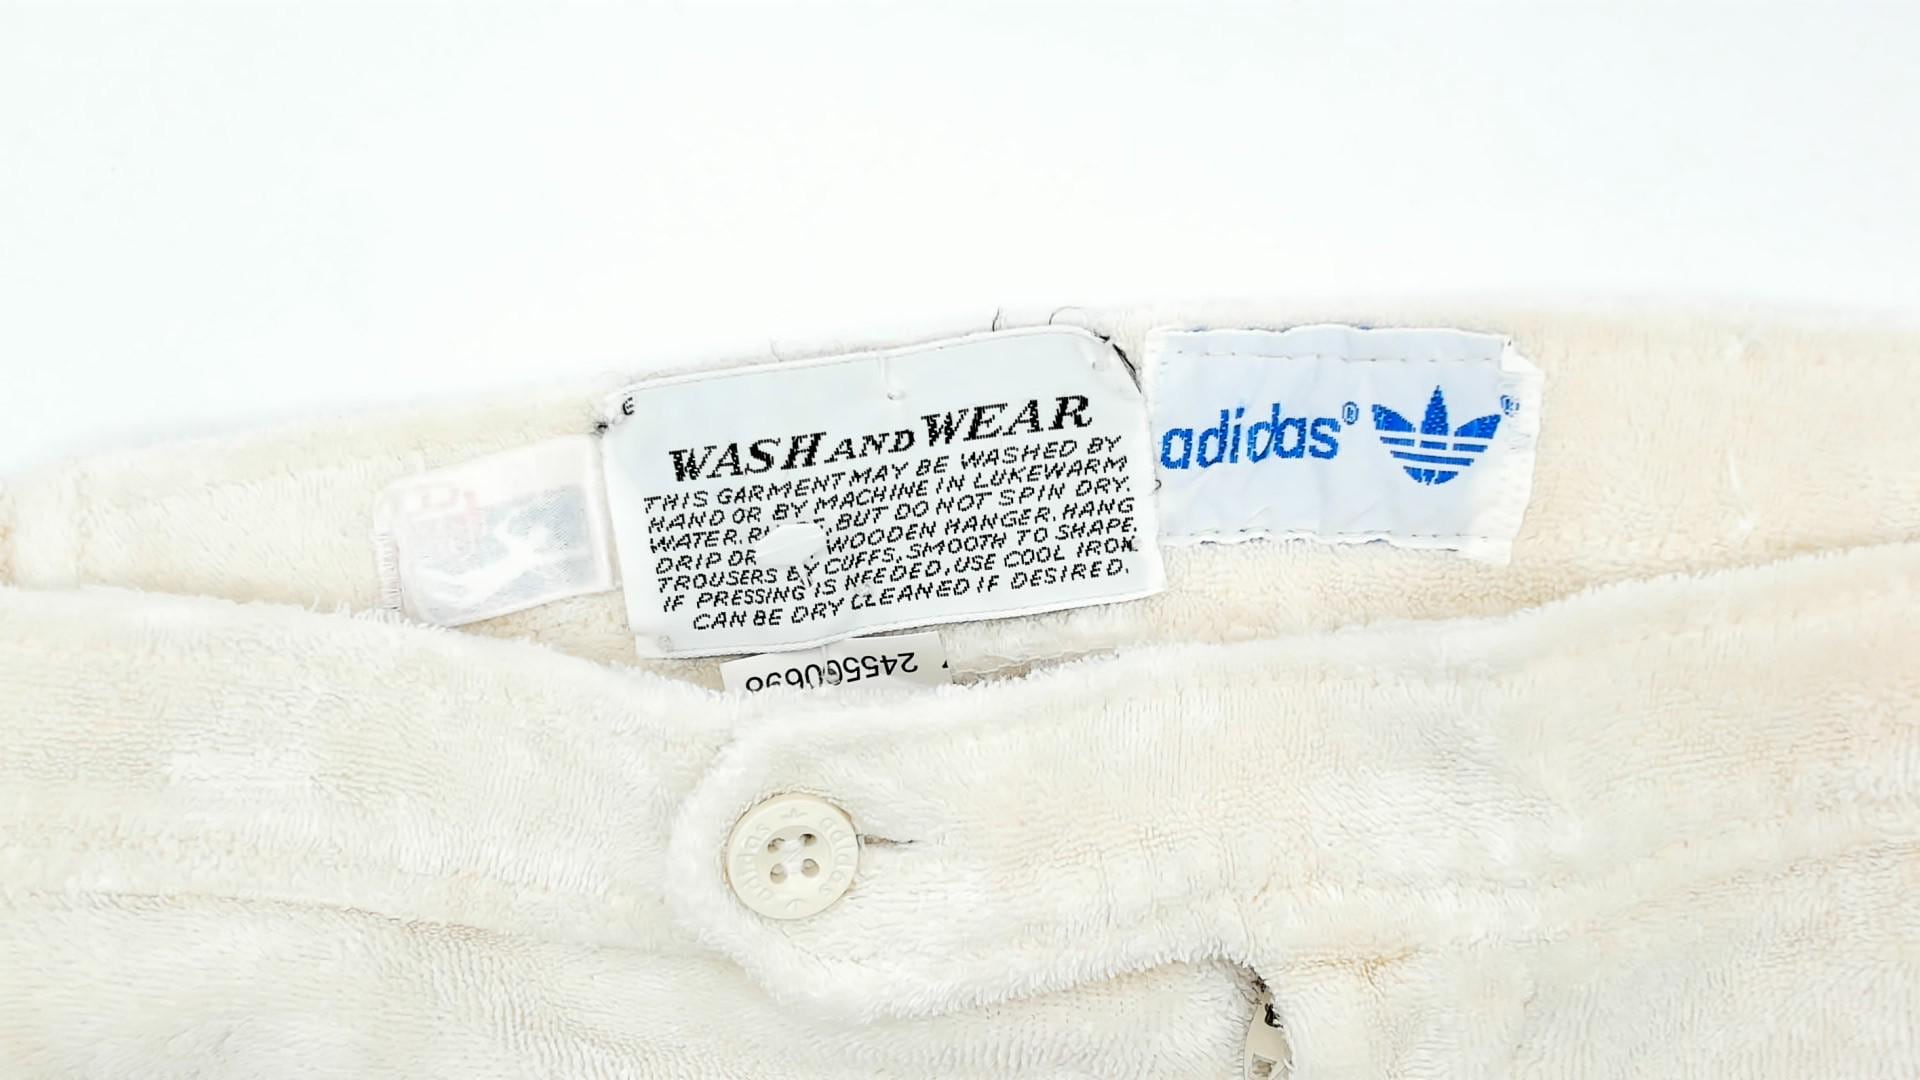 WASH AND WEAR
THIS GARMENT MAY BE WASHED BY
HAND OR BY MACHINE IN LUKEWARM
WATER. BUT DO NOT SPIN DRY.
DRIP WOODEN HANGER. HANG
TROUSERS BY CUFFS, SMOOTH TO SHAPE.
IF PRESSING IS NEEDED, USE COOL IRON.
CAN BE DRY CLEANED IF DESIRED.
adidas®